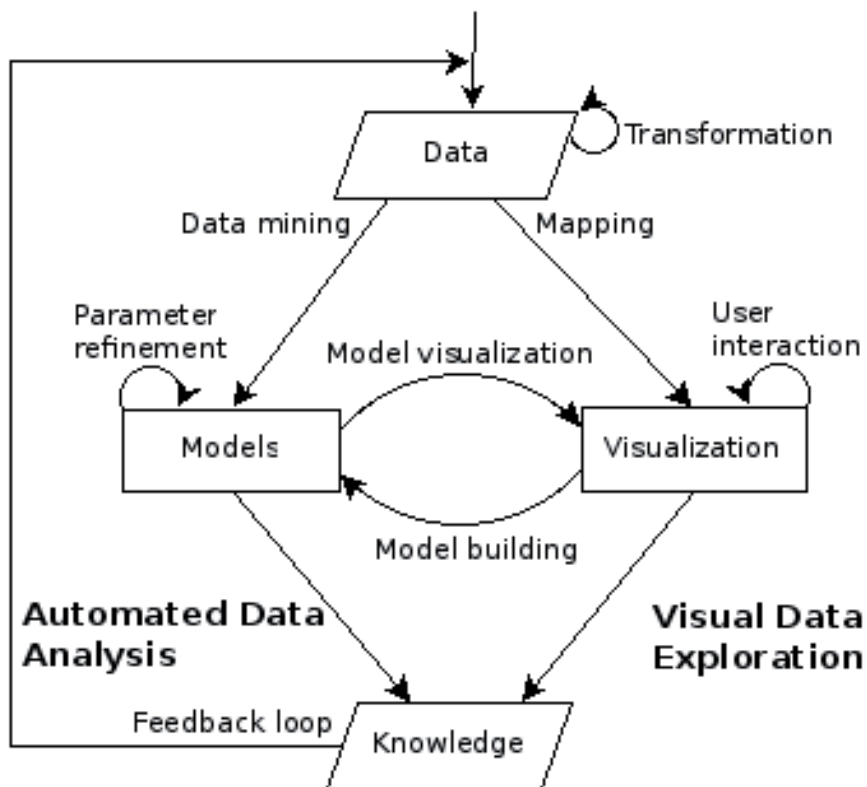 Data
Transformation
Data mining
Mapping
Parameter
refinement
User
interaction
Model visualization
Models
Visualization
Model building
Automated Data
Analysis
Visual Data
Exploration
Feedback loop
Knowledge